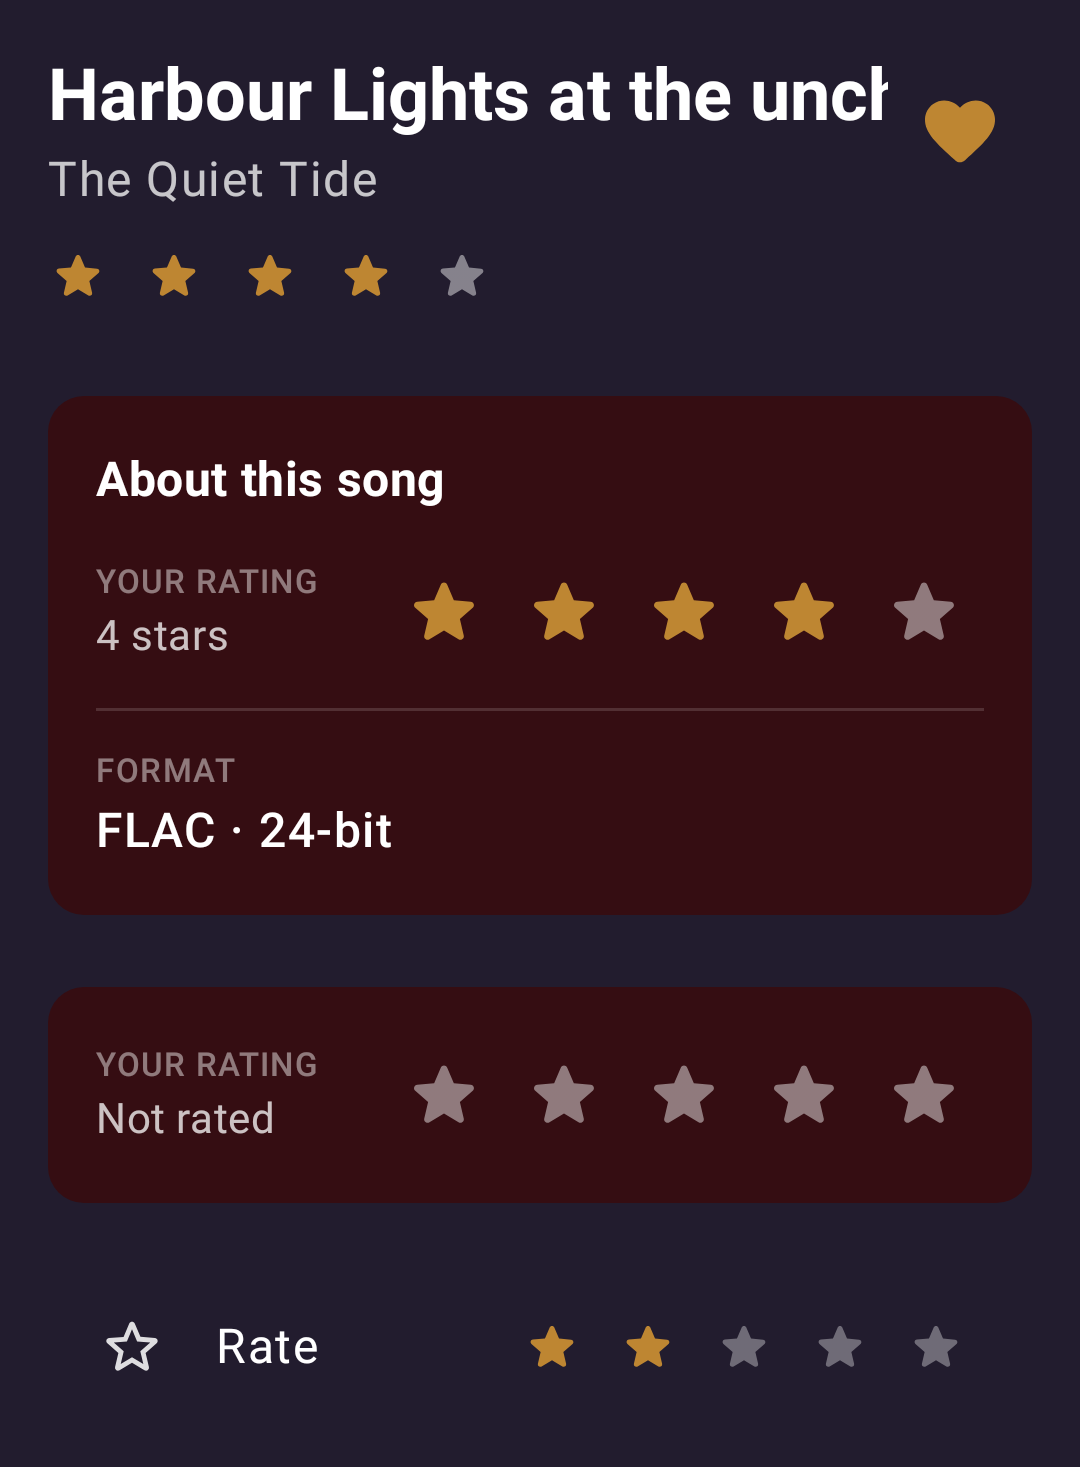 Harbour Lights at the unch
The Quiet Tide
About this song
YOUR RATING
4 stars
FORMAT
FLAC · 24-bit
YOUR RATING
Not rated
Rate